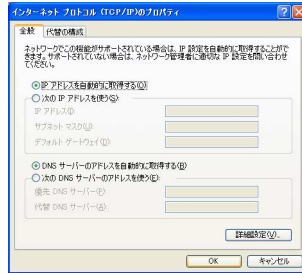 インターネット プロトコル (TCP/IP)のプロパティ
全般 代替の構成
ネットワークでこの機能がサポートされている場合は、IP 設定を自動的に取得することがで
きます。サポートされていない場合は、ネットワーク管理者に適切な IP 設定を問い合わせ
てください。
IP アドレスを自動的に取得する(O)
次の IP アドレスを使う(S):
IP アドレス(I):
サブネット マスク(U):
デフォルト ゲートウェイ(D):
DNS サーバーのアドレスを自動的に取得する(B)
次の DNS サーバーのアドレスを使う(E):
優先 DNS サーバー(P):
代替 DNS サーバー(A):
詳細設定(V)...
OK キャンセル